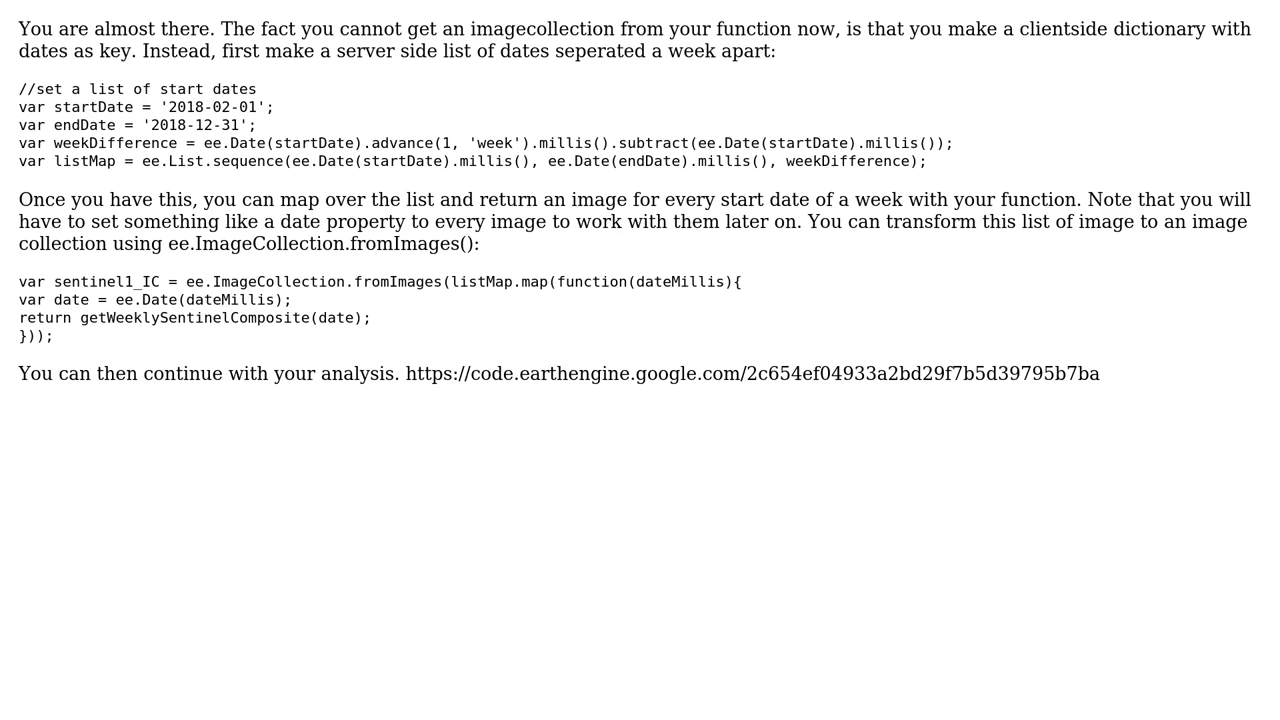 You are almost there. The fact you cannot get an imagecollection from your function now, is that you make a clientside dictionary with
dates as key. Instead, first make a server side list of dates seperated a week apart:
//set a list of start dates
var startDate = '2018-02-01';
var endDate = '2018-12-31';
var weekDifference = ee.Date(startDate).advance(1, 'week').millis().subtract(ee.Date(startDate).millis());
var listMap = ee.List.sequence(ee.Date(startDate).millis(), ee.Date(endDate).millis(), weekDifference);
Once you have this, you can map over the list and return an image for every start date of a week with your function. Note that you will
have to set something like a date property to every image to work with them later on. You can transform this list of image to an image
collection using ee.ImageCollection.fromImages():
var sentinel1_IC = ee.ImageCollection.fromImages(listMap.map(function(dateMillis){
var date = ee.Date(dateMillis);
return getWeeklySentinelComposite(date);
}));
You can then continue with your analysis. https://code.earthengine.google.com/2c654ef04933a2bd29f7b5d39795b7ba